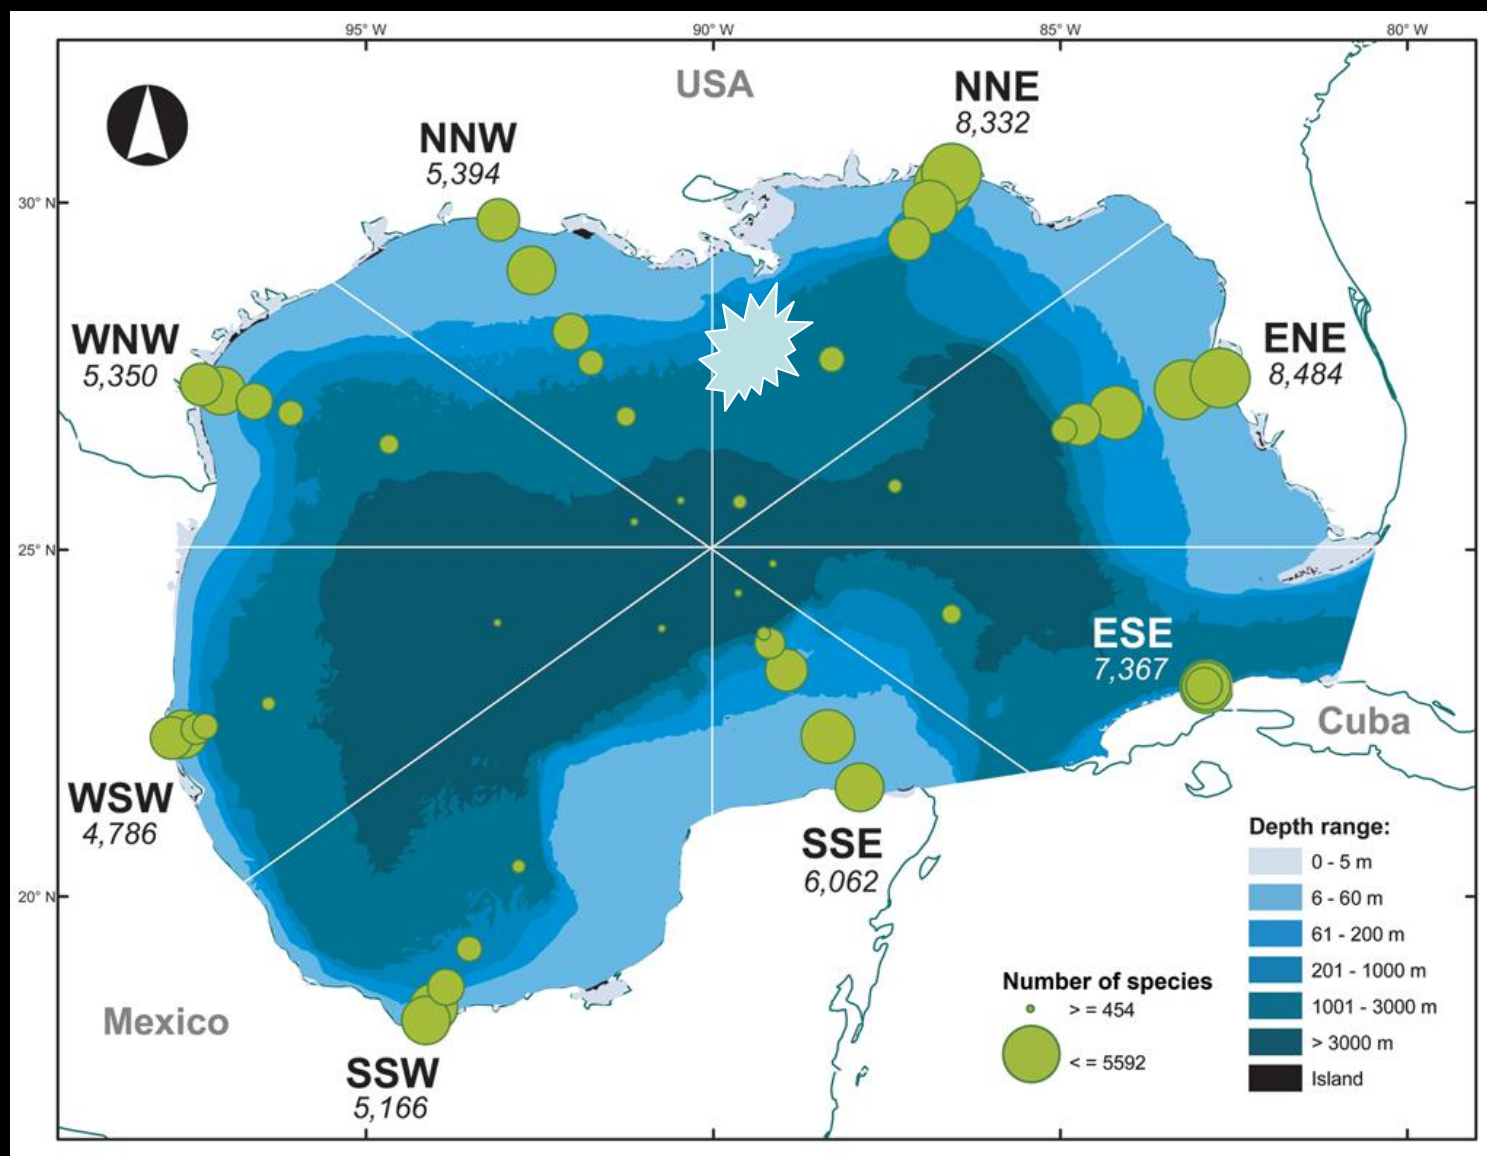 95° W
90° W
85° W
80° W
USA
NNE
8,332
NNW
5,394
30° N
WNW
5,350
ENE
8,484
25° N
ESE
7,367
Cuba
WSW
4,786
SSE
6,062
20° N
Mexico
SSW
5,166
Number of species
> = 454
< = 5592
Depth range:
0 - 5 m
6 - 60 m
61 - 200 m
201 - 1000 m
1001 - 3000 m
> 3000 m
Island